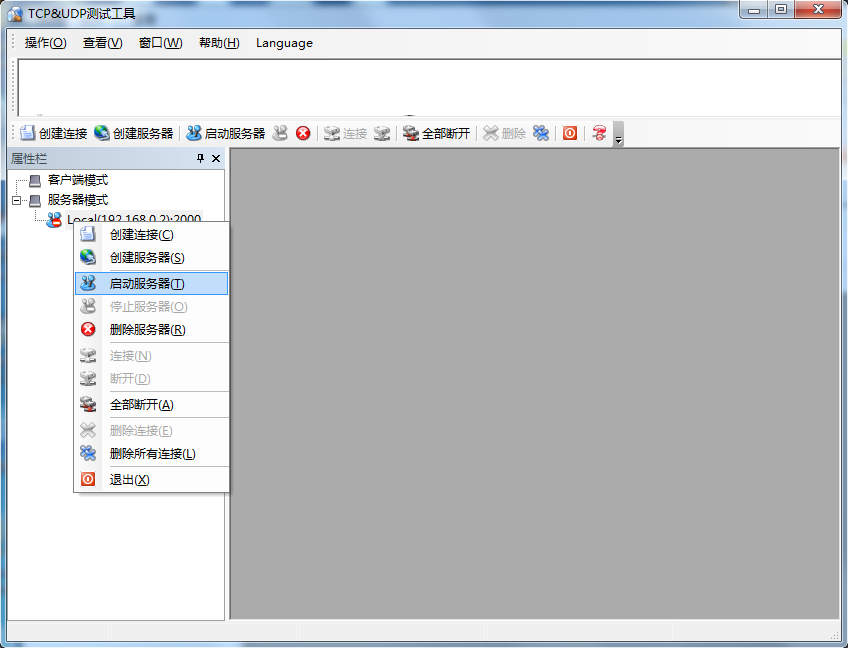 TCP&UDP测试工具
操作(O) 查看(V) 窗口(W) 帮助(H) Language
创建连接 创建服务器 启动服务器 连接 全部断开 删除
属性栏
客户端模式
服务器模式
Local(192.168.0.2):2000
创建连接(C)
创建服务器(S)
启动服务器(T)
停止服务器(O)
删除服务器(R)
连接(N)
断开(D)
全部断开(A)
删除连接(E)
删除所有连接(L)
退出(X)